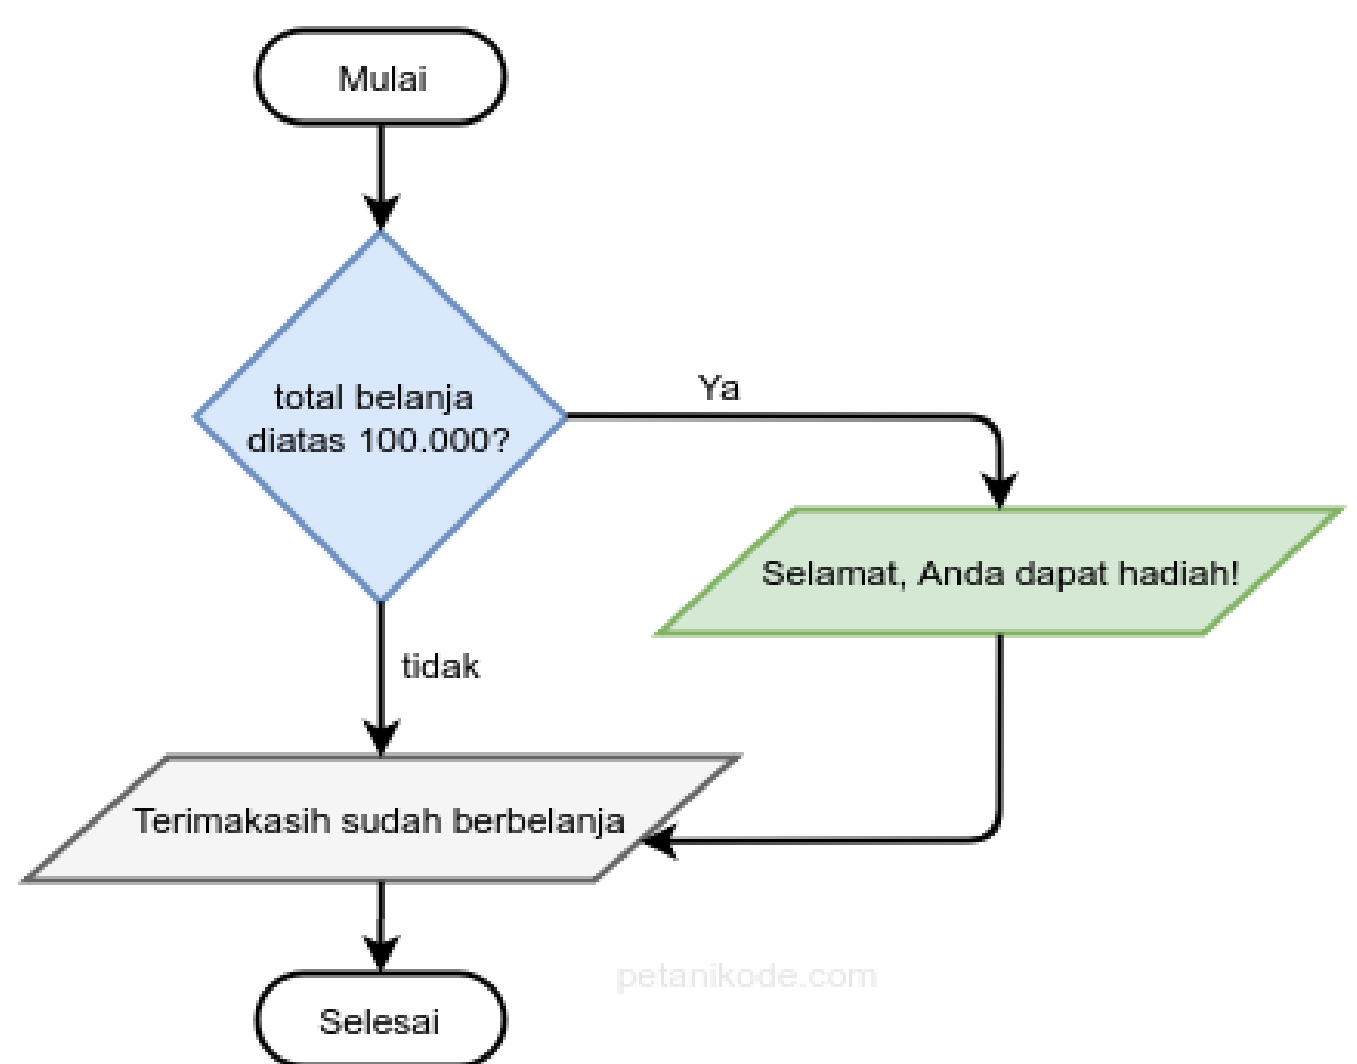 Mulai
total belanja
diatas 100.000?
Ya
Selamat, Anda dapat hadiah!
tidak
Terimakasih sudah berbelanja
petanikode.com
Selesai